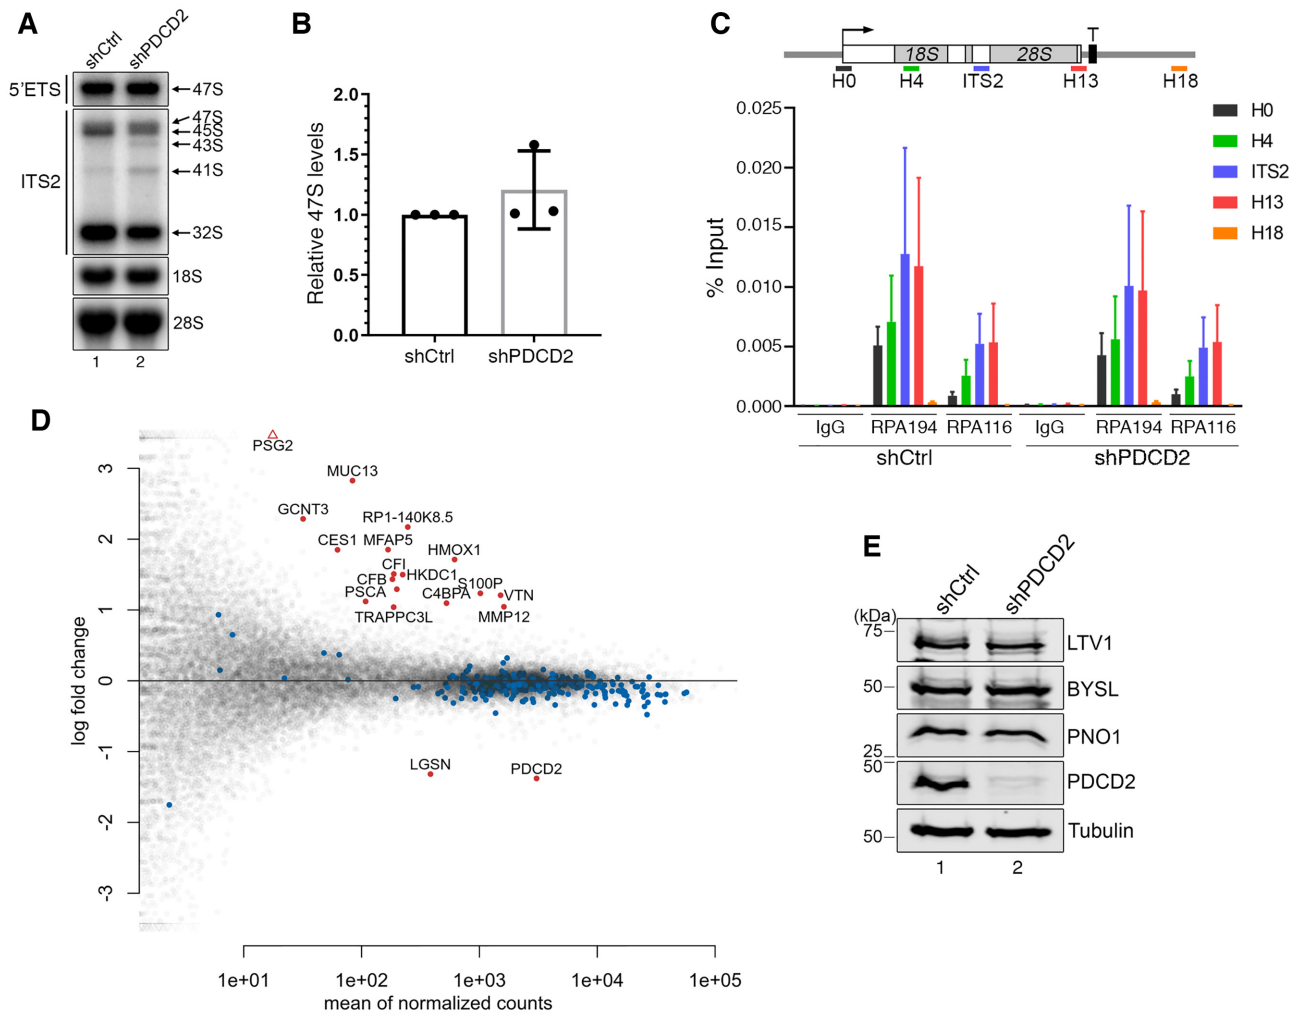 A
shCtrl
shPDCD2
5'ETS
47S
47S
45S
43S
41S
ITS2
32S
18S
28S
1 2
B
Relative 47S levels
2.0
1.5
1.0
0.5
0.0
shCtrl shPDCD2
C
T
18S 28S
H0 H4 ITS2 H13 H18
% Input
0.025
0.020
0.015
0.010
0.005
0.000
H0
H4
ITS2
H13
H18
IgG RPA194 RPA116 IgG RPA194 RPA116
shCtrl shPDCD2
D
log fold change
3
2
1
0
-1
-2
-3
PSG2
MUC13
GCNT3
RP1-140K8.5
CES1 MFAP5
HMOX1
CFI
CFB HKDC1
S100P
PSCA C4BPA VTN
TRAPPC3L MMP12
LGSN PDCD2
1e+01 1e+02 1e+03 1e+04 1e+05
mean of normalized counts
E
shCtrl
shPDCD2
(kDa)
75
LTV1
50
BYSL
PNO1
25
50
PDCD2
50
Tubulin
1 2